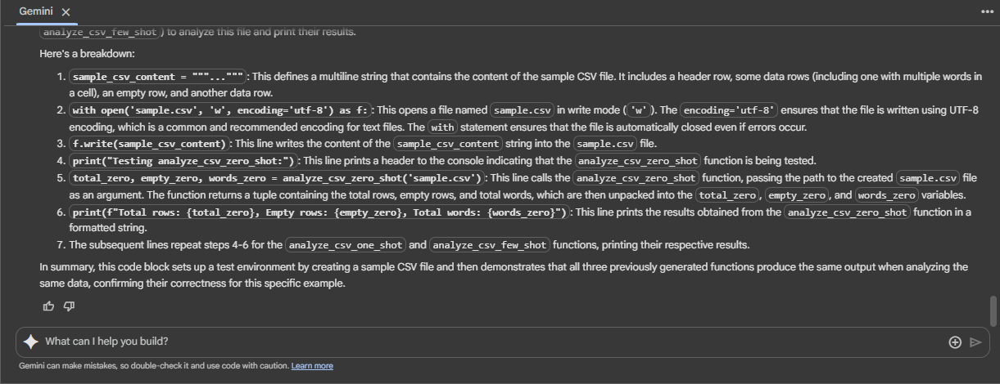 Gemini
analyze_csv_few_shot ) to analyze this file and print their results.
Here's a breakdown:
1. sample_csv_content = """...""" : This defines a multiline string that contains the content of the sample CSV file. It includes a header row, some data rows (including one with multiple words in
a cell), an empty row, and another data row.
2. with open('sample.csv', 'w', encoding='utf-8') as f: : This opens a file named sample.csv in write mode ( 'w' ). The encoding='utf-8' ensures that the file is written using UTF-8
encoding, which is a common and recommended encoding for text files. The with statement ensures that the file is automatically closed even if errors occur.
3. f.write(sample_csv_content) : This line writes the content of the sample_csv_content string into the sample.csv file.
4. print("Testing analyze_csv_zero_shot:") : This line prints a header to the console indicating that the analyze_csv_zero_shot function is being tested.
5. total_zero, empty_zero, words_zero = analyze_csv_zero_shot('sample.csv') : This line calls the analyze_csv_zero_shot function, passing the path to the created sample.csv file
as an argument. The function returns a tuple containing the total rows, empty rows, and total words, which are then unpacked into the total_zero , empty_zero , and words_zero variables.
6. print(f"Total rows: {total_zero}, Empty rows: {empty_zero}, Total words: {words_zero}") : This line prints the results obtained from the analyze_csv_zero_shot function in a
formatted string.
7. The subsequent lines repeat steps 4-6 for the analyze_csv_one_shot and analyze_csv_few_shot functions, printing their respective results.
In summary, this code block sets up a test environment by creating a sample CSV file and then demonstrates that all three previously generated functions produce the same output when analyzing the
same data, confirming their correctness for this specific example.
What can I help you build?
Gemini can make mistakes, so double-check it and use code with caution. Learn more